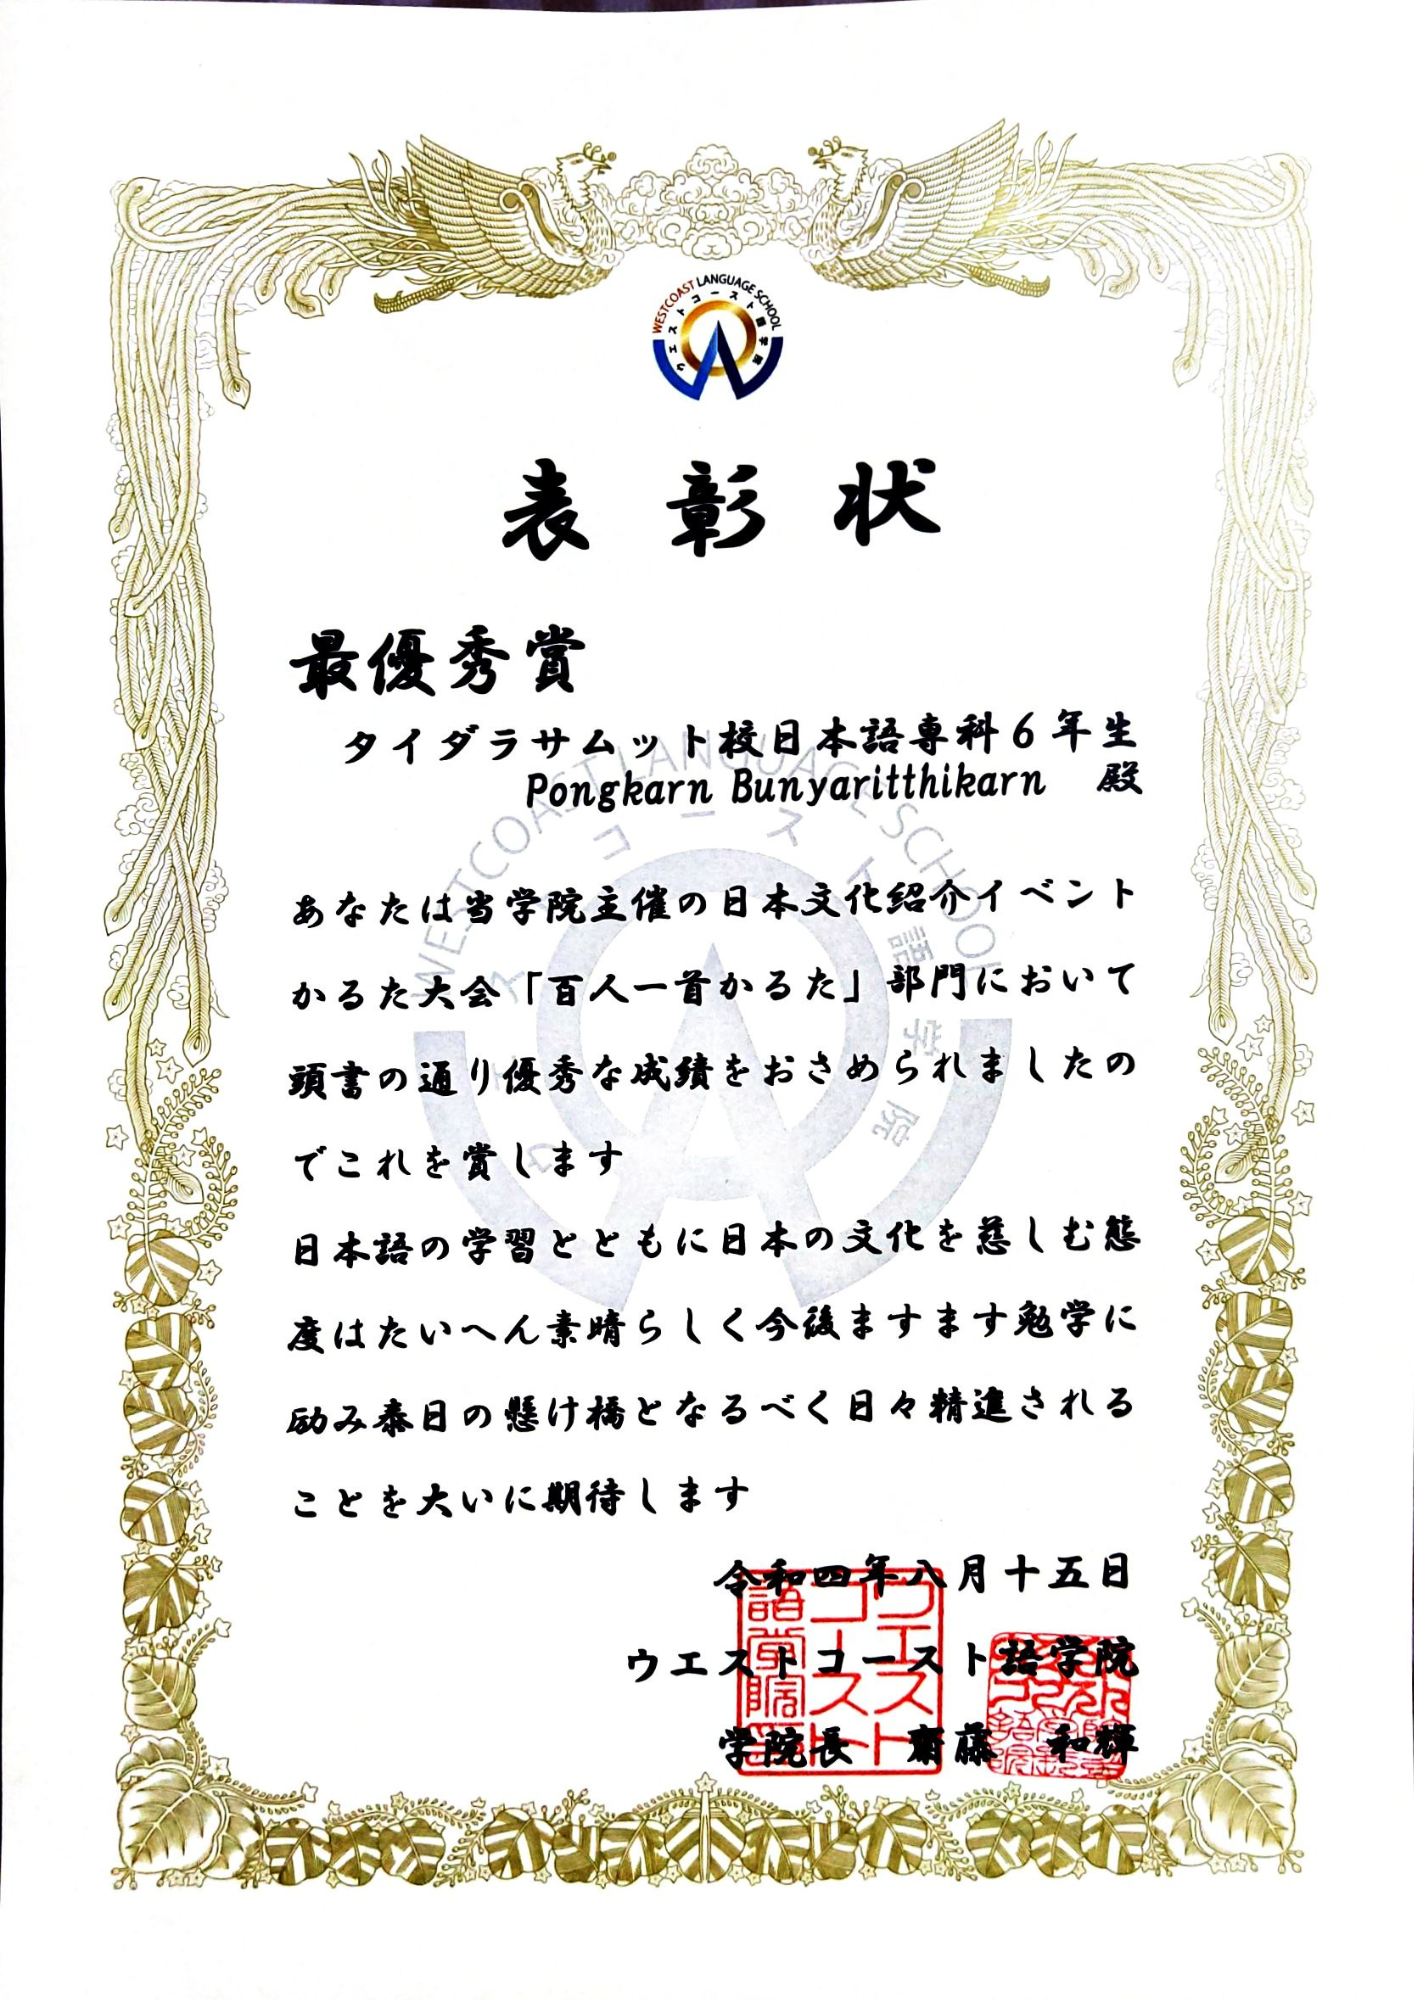 WESTCOAST LANGUAGE SCHOOL
ウエストコースト語学院
表彰状
最優秀賞
タイダラサムット校日本語専科6年生
Pongkarn Bunyaritthikarn 殿
あなたは当学院主催の日本文化紹介イベント
かるた大会「百人一首かるた」部門において
頭書の通り優秀な成績をおさめられましたの
でこれを賞します
日本語の学習とともに日本の文化を慈しむ態
度はたいへん素晴らしく今後ますます勉学に
励み泰日の懸け橋となるべく日々精進される
ことを大いに期待します
令和四年八月十五日
ウエストコースト語学院
学院長 齋藤 和輝
WESTCOAST LANGUAGE SCHOOL
ウエストコースト語学院